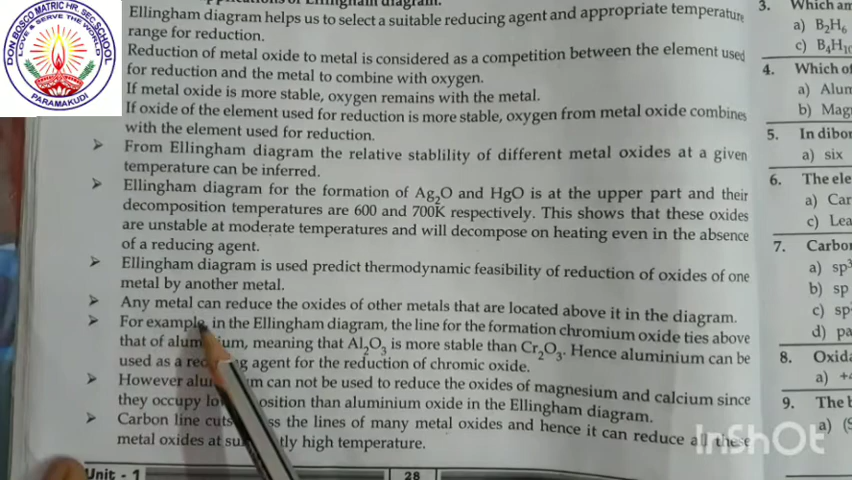 DON BOSCO MATRIC HR. SEC. SCHOOL
LOVE & SERVE THE WORLD
PARAMAKUDI
Ellingham diagram helps us to select a suitable reducing agent and appropriate temperature
range for reduction.
Reduction of metal oxide to metal is considered as a competition between the element used
for reduction and the metal to combine with oxygen.
If metal oxide is more stable, oxygen remains with the metal.
If oxide of the element used for reduction is more stable, oxygen from metal oxide combines
with the element used for reduction.
➤ From Ellingham diagram the relative stablility of different metal oxides at a given
temperature can be inferred.
➤ Ellingham diagram for the formation of Ag₂O and HgO is at the upper part and their
decomposition temperatures are 600 and 700K respectively. This shows that these oxides
are unstable at moderate temperatures and will decompose on heating even in the absence
of a reducing agent.
➤ Ellingham diagram is used predict thermodynamic feasibility of reduction of oxides of one
metal by another metal.
➤ Any metal can reduce the oxides of other metals that are located above it in the diagram.
➤ For example, in the Ellingham diagram, the line for the formation chromium oxide ties above
that of alum um, meaning that Al₂O₃ is more stable than Cr₂O₃. Hence aluminium can be
used as a re g agent for the reduction of chromic oxide.
➤ However alu m can not be used to reduce the oxides of magnesium and calcium since
they occupy lo osition than aluminium oxide in the Ellingham diagram.
➤ Carbon line cuts ss the lines of many metal oxides and hence it can reduce all these
metal oxides at su tly high temperature.
Unit - 1
28
3. Which am
a) B₂H₆
c) B₄H₁₀
4. Which of
a) Alum
b) Mag
5. In dibor
a) six
6. The ele
a) Car
c) Lea
7. Carbo
a) sp³
b) sp
c) sp
d) pa
8. Oxid
a) +
9. The b
a) (S
InShOt